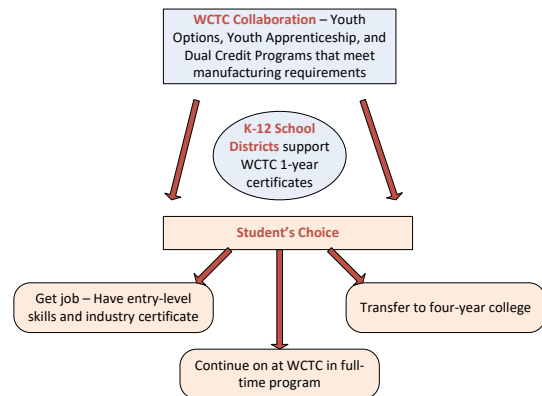 WCTC Collaboration – Youth
Options, Youth Apprenticeship, and
Dual Credit Programs that meet
manufacturing requirements
K-12 School
Districts support
WCTC 1-year
certificates
Student's Choice
Get job – Have entry-level
skills and industry certificate
Transfer to four-year college
Continue on at WCTC in full-
time program